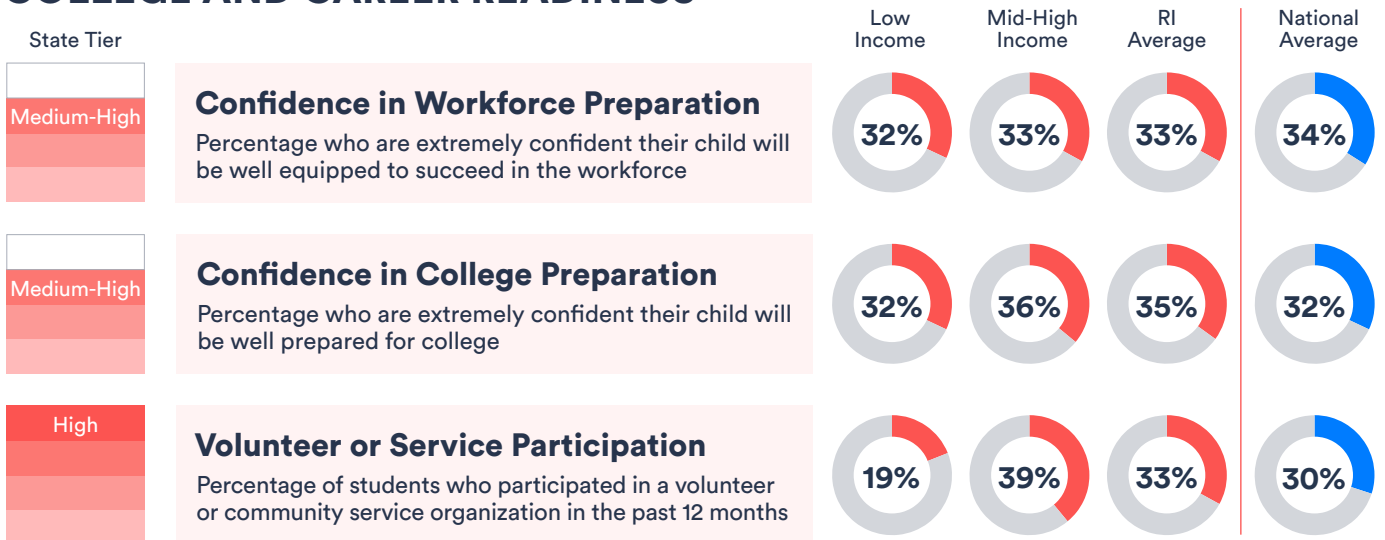 COLLEGE AND CAREER READINESS
State Tier
Low
Income
Mid-High
Income
RI
Average
National
Average
Medium-High
Confidence in Workforce Preparation
Percentage who are extremely confident their child will
be well equipped to succeed in the workforce
32%
33%
33%
34%
Medium-High
Confidence in College Preparation
Percentage who are extremely confident their child will
be well prepared for college
32%
36%
35%
32%
High
Volunteer or Service Participation
Percentage of students who participated in a volunteer
or community service organization in the past 12 months
19%
39%
33%
30%